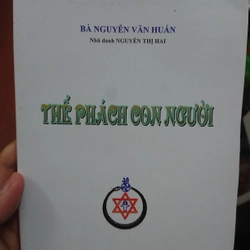 BÀ NGUYỄN VĂN HUẤN
Nhũ danh NGUYỄN THỊ HAI
THỂ PHÁCH CON NGƯỜI